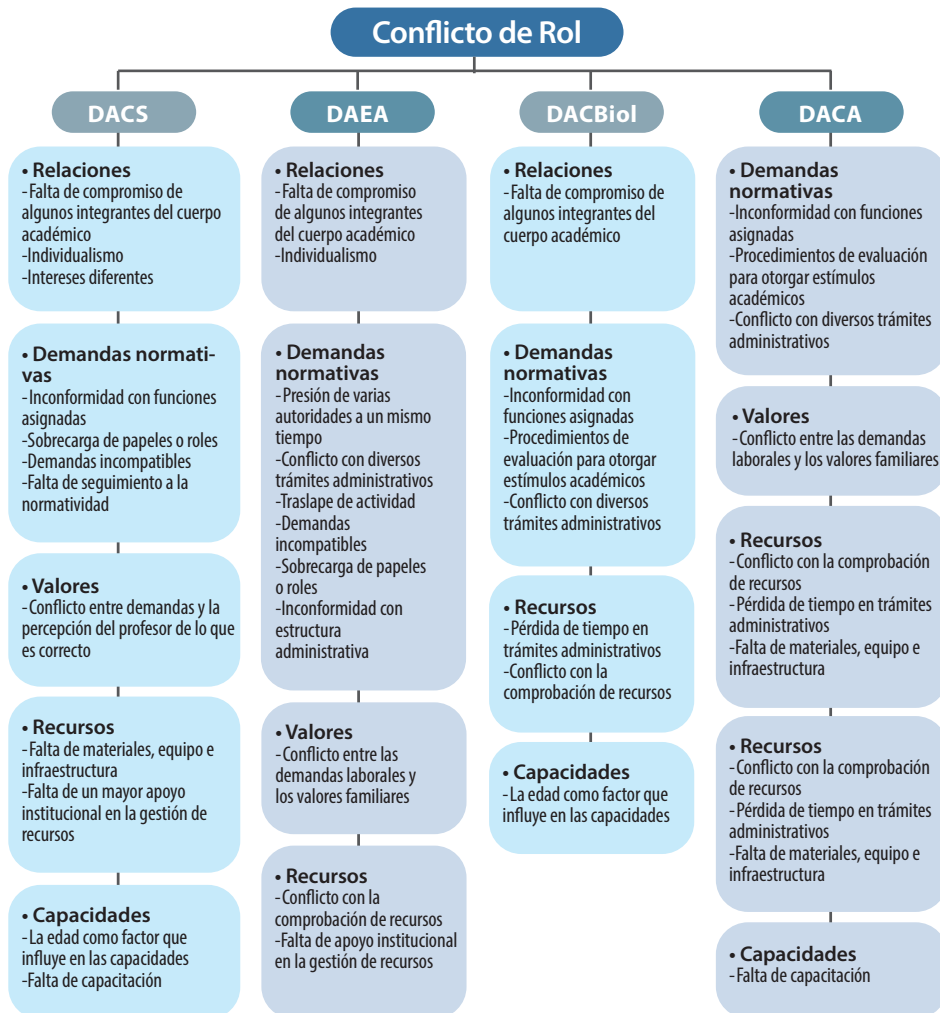 Conflicto de Rol
DACS
• Relaciones
-Falta de compromiso de
algunos integrantes del cuerpo
académico
-Individualismo
-Intereses diferentes
• Demandas normati-
vas
-Inconformidad con funciones
asignadas
-Sobrecarga de papeles o roles
-Demandas incompatibles
-Falta de seguimiento a la
normatividad
• Valores
-Conflicto entre demandas y la
percepción del profesor de lo que
es correcto
• Recursos
-Falta de materiales, equipo e
infraestructura
-Falta de un mayor apoyo
institucional en la gestión de
recursos
• Capacidades
-La edad como factor que
influye en las capacidades
-Falta de capacitación
DAEA
• Relaciones
-Falta de compromiso
de algunos integrantes
del cuerpo académico
-Individualismo
• Demandas
normativas
-Presión de varias
autoridades a un mismo
tiempo
-Conflicto con diversos
trámites administrativos
-Traslape de actividad
-Demandas
incompatibles
-Sobrecarga de papeles
o roles
-Inconformidad con
estructura
administrativa
• Valores
-Conflicto entre las
demandas laborales y
los valores familiares
• Recursos
-Conflicto con la
comprobación de recursos
-Falta de apoyo institucional
en la gestión de recursos
DACBiol
• Relaciones
-Falta de compromiso de
algunos integrantes del
cuerpo académico
• Demandas
normativas
-Inconformidad con
funciones asignadas
-Procedimientos de
evaluación para otorgar
estímulos académicos
-Conflicto con diversos
trámites administrativos
• Recursos
-Pérdida de tiempo en
trámites administrativos
-Conflicto con la
comprobación de recursos
• Capacidades
-La edad como factor que
influye en las capacidades
DACA
• Demandas
normativas
-Inconformidad con funciones
asignadas
-Procedimientos de evaluación
para otorgar estímulos
académicos
-Conflicto con diversos trámites
administrativos
• Valores
-Conflicto entre las demandas
laborales y los valores familiares
• Recursos
-Conflicto con la comprobación
de recursos
-Pérdida de tiempo en trámites
administrativos
-Falta de materiales, equipo e
infraestructura
• Recursos
-Conflicto con la comprobación
de recursos
-Pérdida de tiempo en trámites
administrativos
-Falta de materiales, equipo e
infraestructura
• Capacidades
-Falta de capacitación